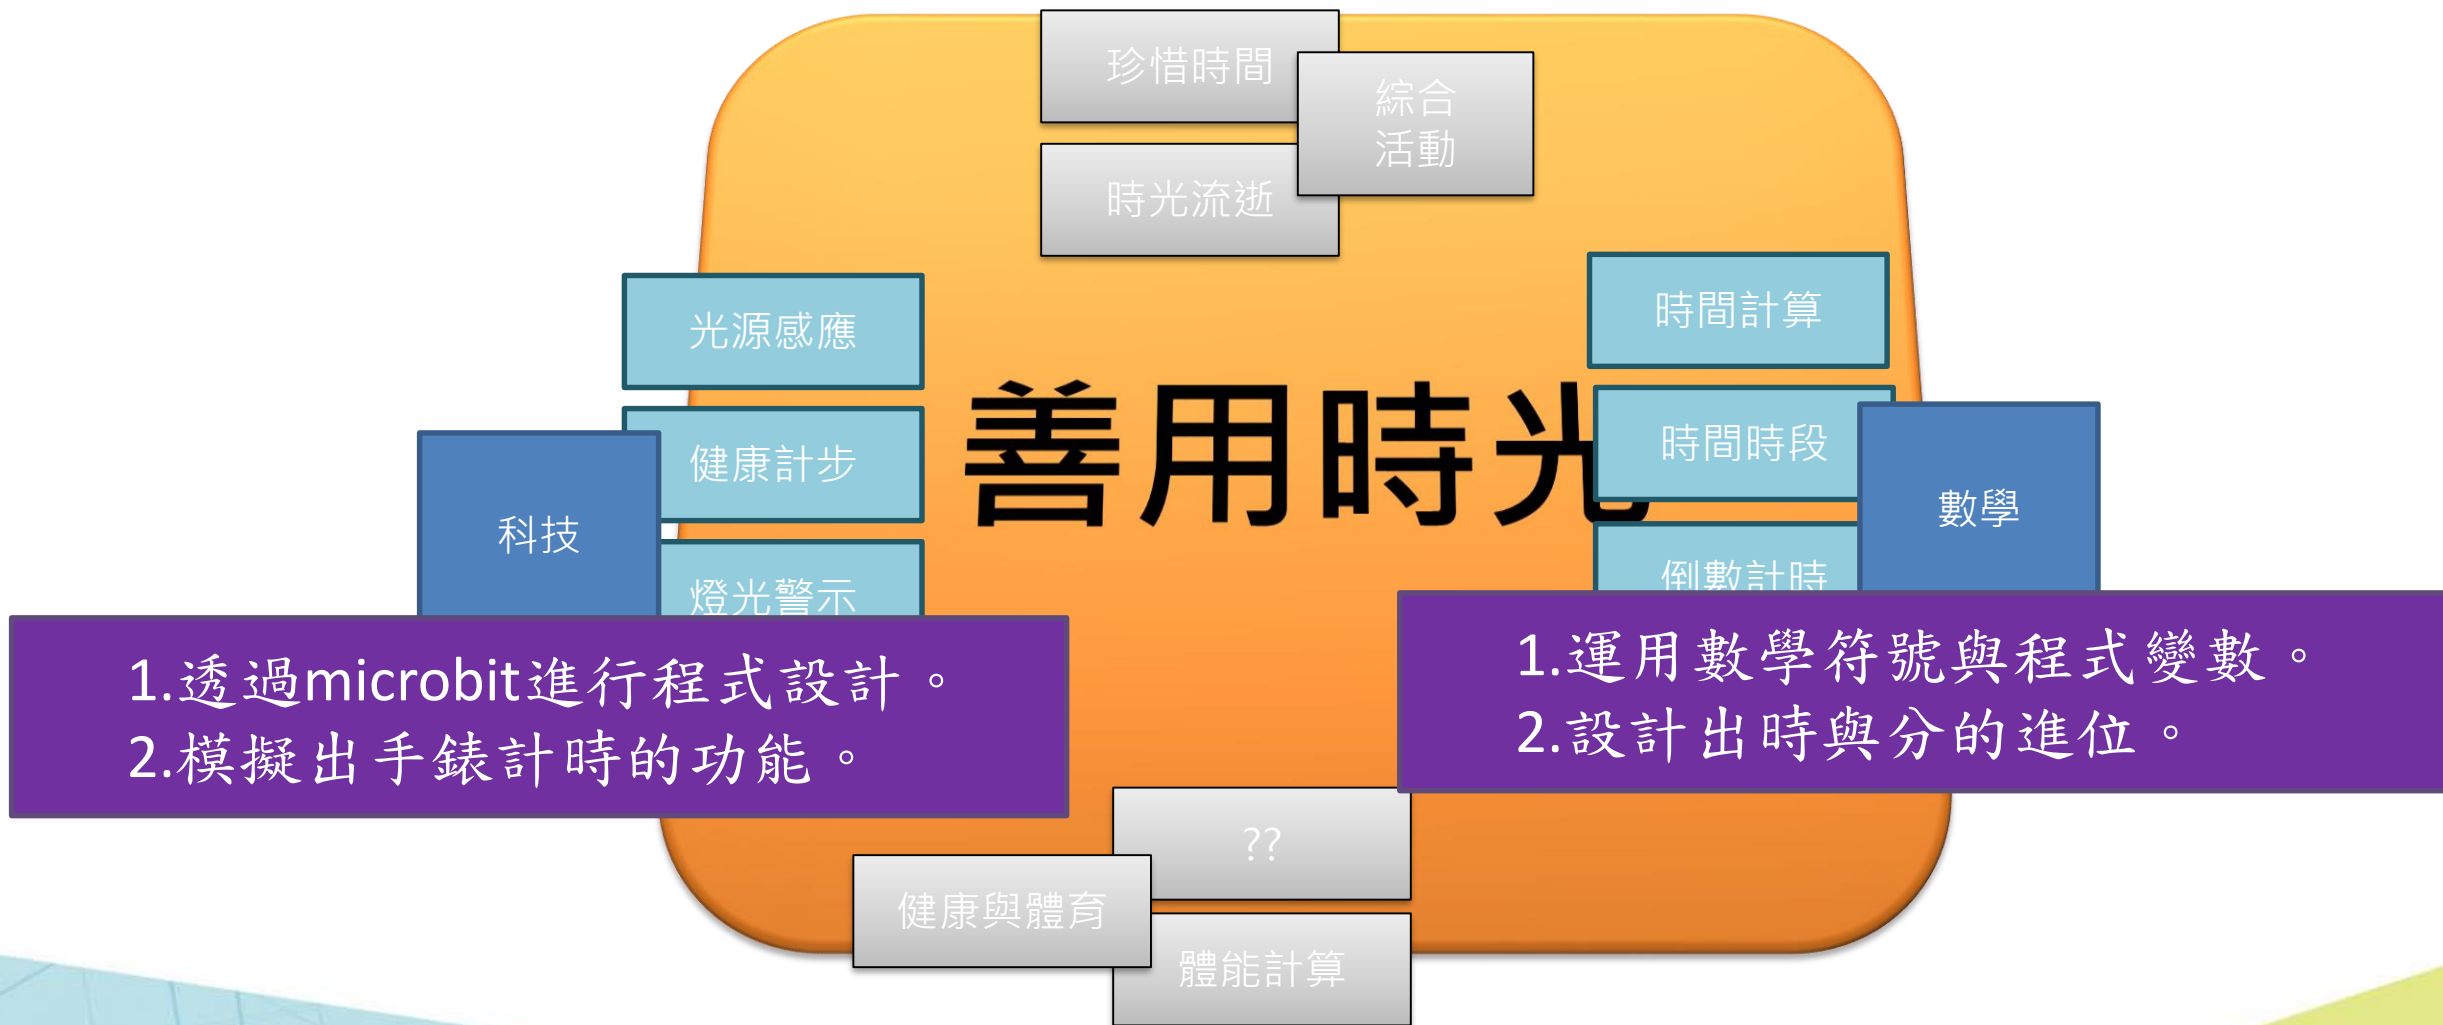 珍惜時間
綜合
活動
時光流逝
光源感應
健康計步
燈光警示
科技
善用時光
時間計算
時間時段
倒數計時
數學
1.透過microbit進行程式設計。
2.模擬出手錶計時的功能。
1.運用數學符號與程式變數。
2.設計出時與分的進位。
??
健康與體育
體能計算